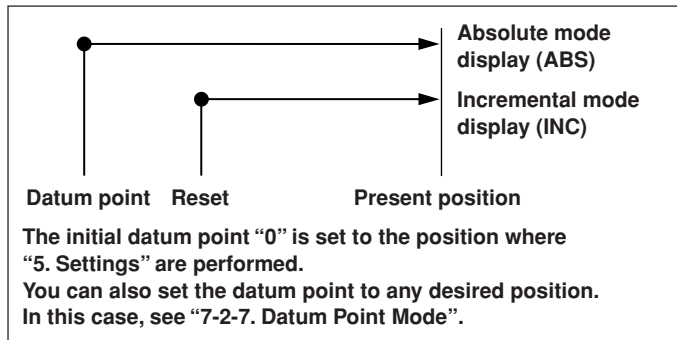 Absolute mode
display (ABS)
Incremental mode
display (INC)
Datum point Reset Present position
The initial datum point “0” is set to the position where
“5. Settings” are performed.
You can also set the datum point to any desired position.
In this case, see “7-2-7. Datum Point Mode”.